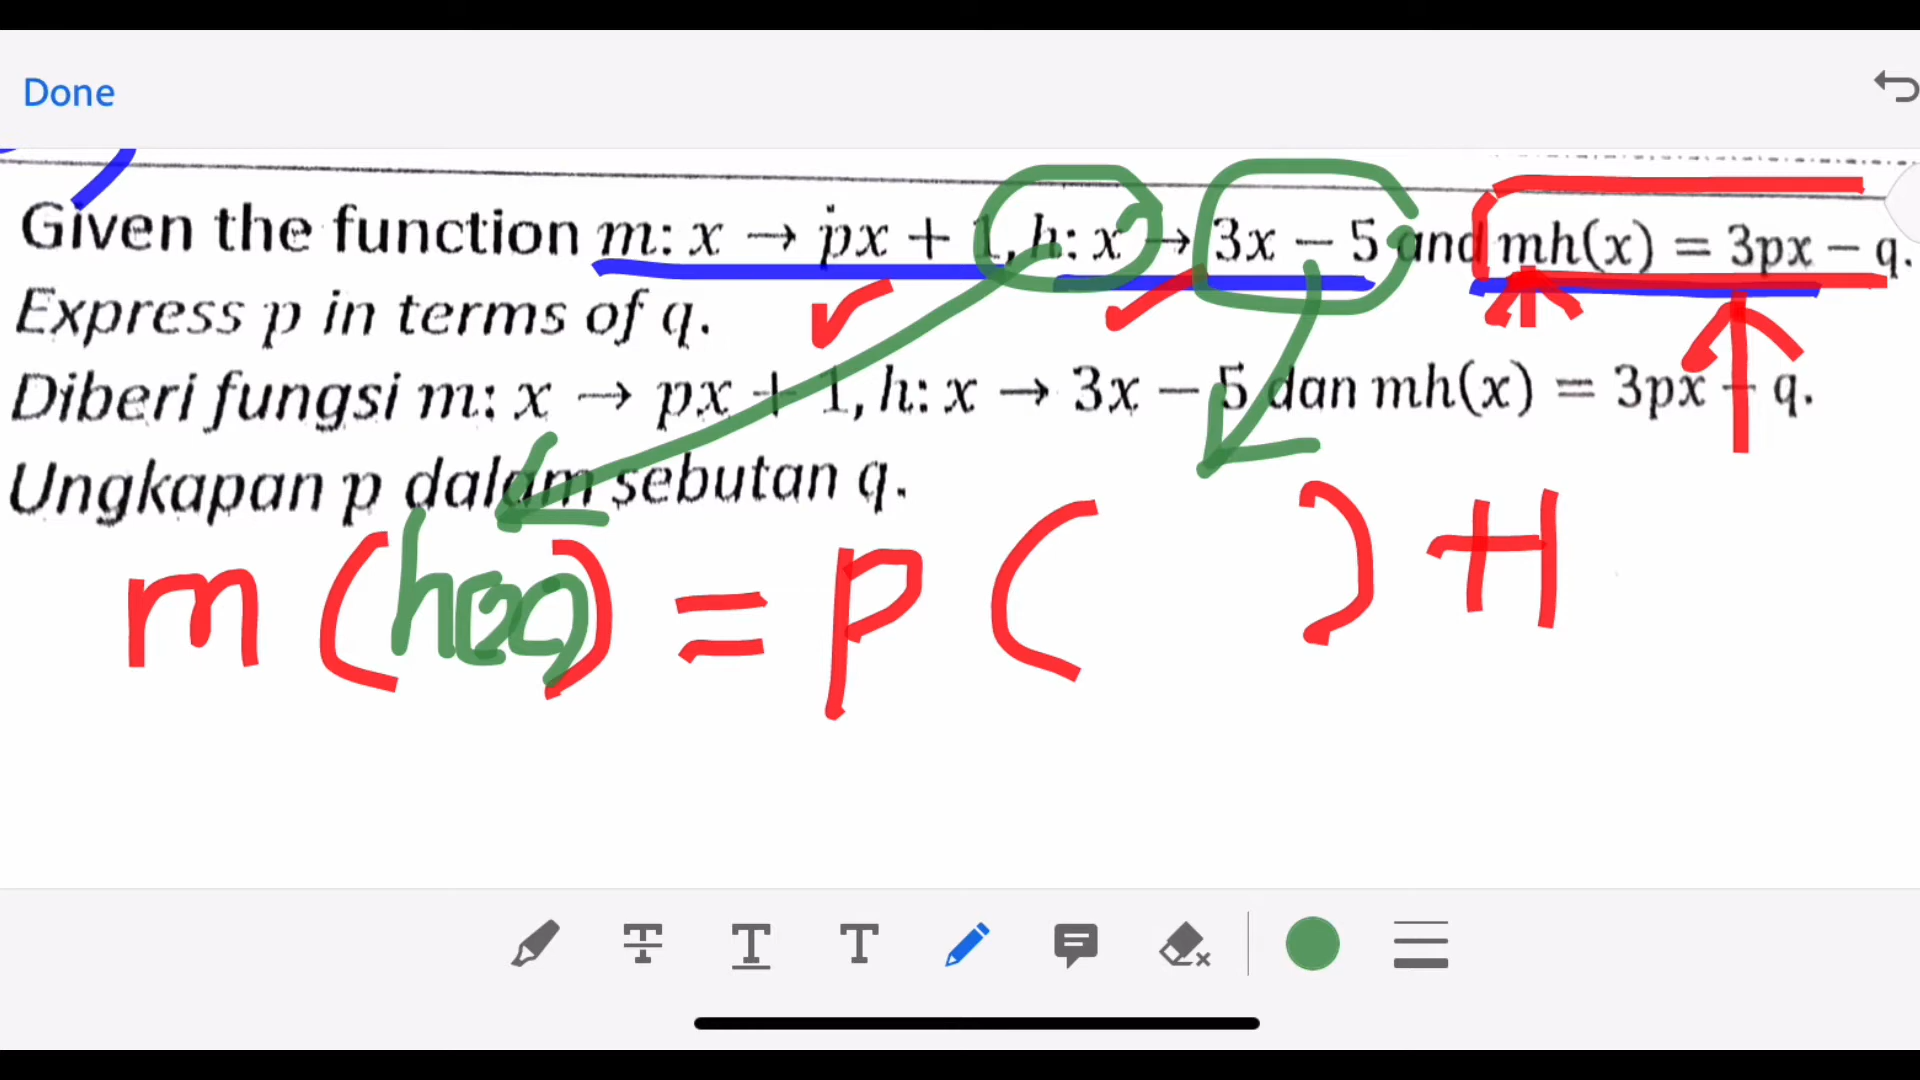 Done
Given the function m: x → px + 1, h: x → 3x − 5 and mh(x) = 3px − q.
Express p in terms of q.
Diberi fungsi m: x → px + 1, h: x → 3x − 5 dan mh(x) = 3px − q.
Ungkapan p dalam sebutan q.
m (h(x)) = p ( ) + 1
T T T